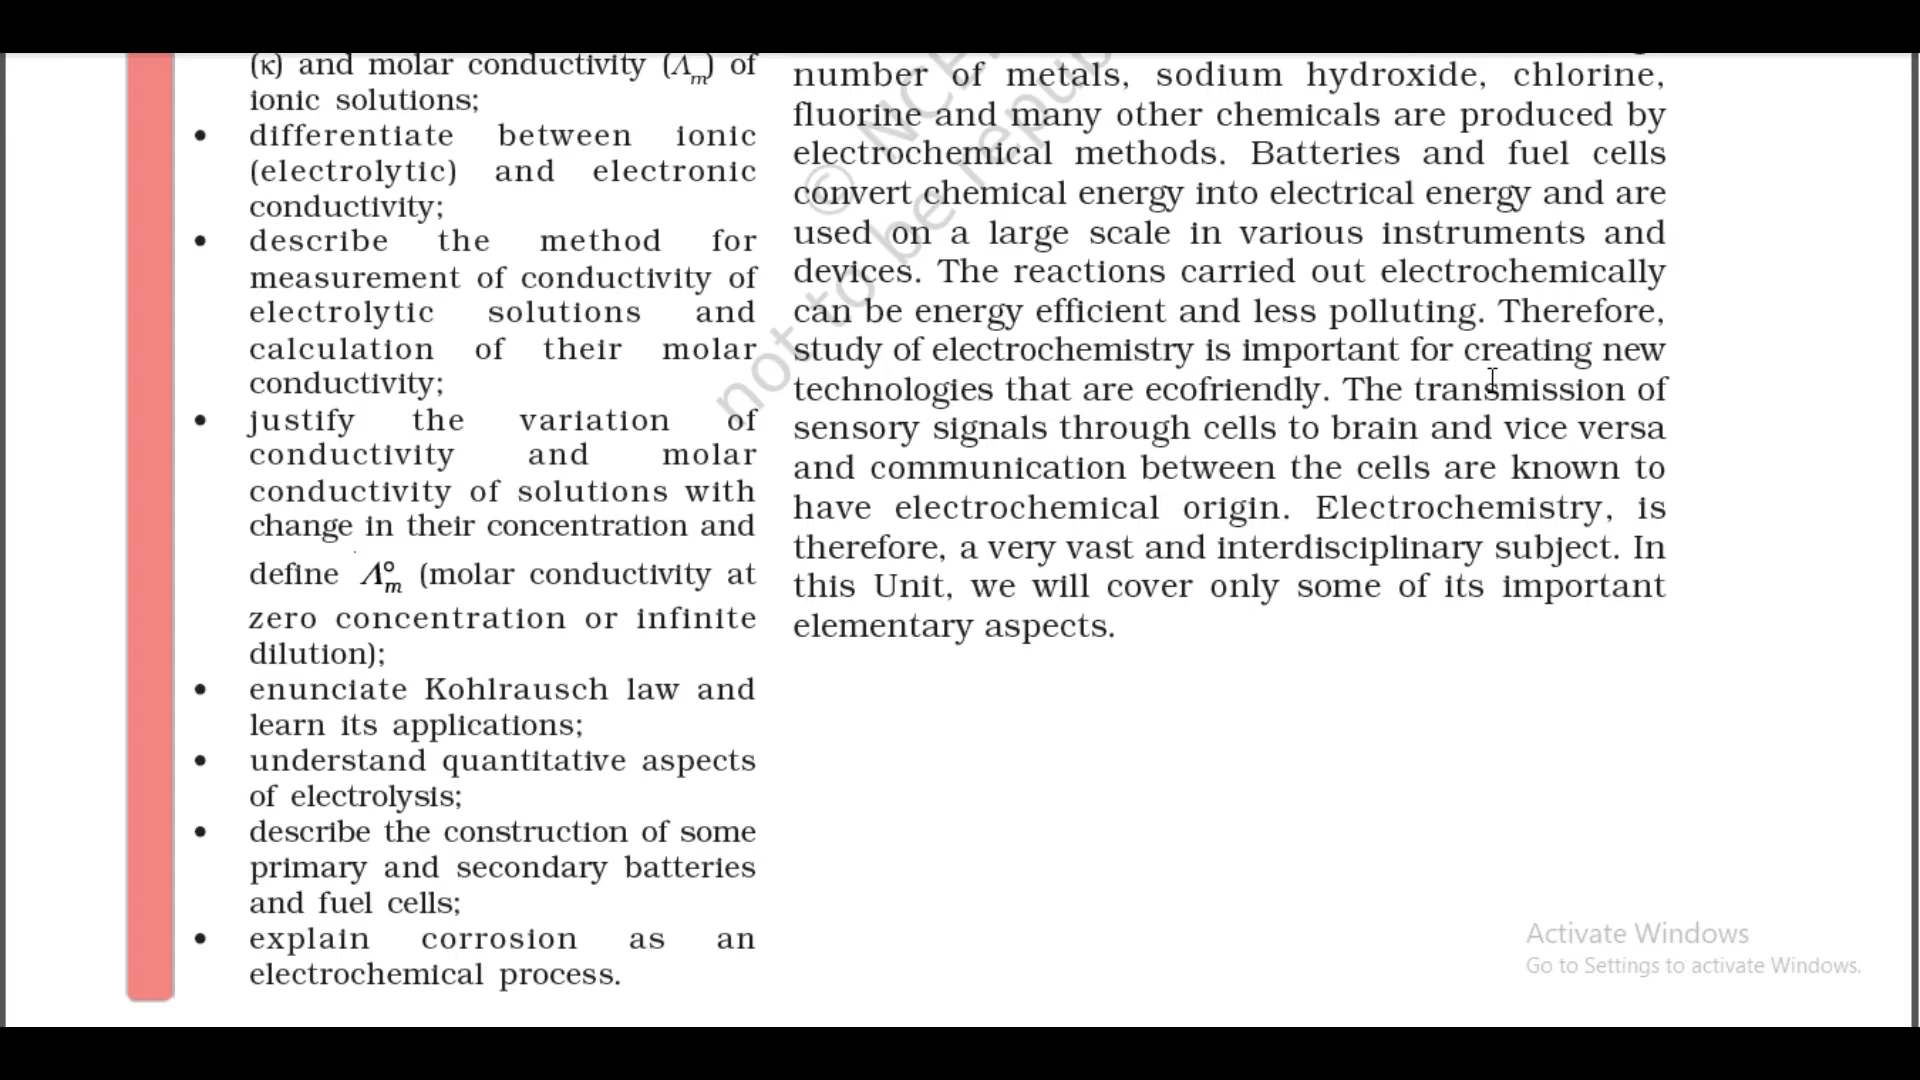 (κ) and molar conductivity (Λm) of
ionic solutions;
• differentiate between ionic
(electrolytic) and electronic
conductivity;
• describe the method for
measurement of conductivity of
electrolytic solutions and
calculation of their molar
conductivity;
• justify the variation of
conductivity and molar
conductivity of solutions with
change in their concentration and
define Λ°m (molar conductivity at
zero concentration or infinite
dilution);
• enunciate Kohlrausch law and
learn its applications;
• understand quantitative aspects
of electrolysis;
• describe the construction of some
primary and secondary batteries
and fuel cells;
• explain corrosion as an
electrochemical process.
number of metals, sodium hydroxide, chlorine,
fluorine and many other chemicals are produced by
electrochemical methods. Batteries and fuel cells
convert chemical energy into electrical energy and are
used on a large scale in various instruments and
devices. The reactions carried out electrochemically
can be energy efficient and less polluting. Therefore,
study of electrochemistry is important for creating new
technologies that are ecofriendly. The transmission of
sensory signals through cells to brain and vice versa
and communication between the cells are known to
have electrochemical origin. Electrochemistry, is
therefore, a very vast and interdisciplinary subject. In
this Unit, we will cover only some of its important
elementary aspects.
not to be
Activate Windows
Go to Settings to activate Windows.